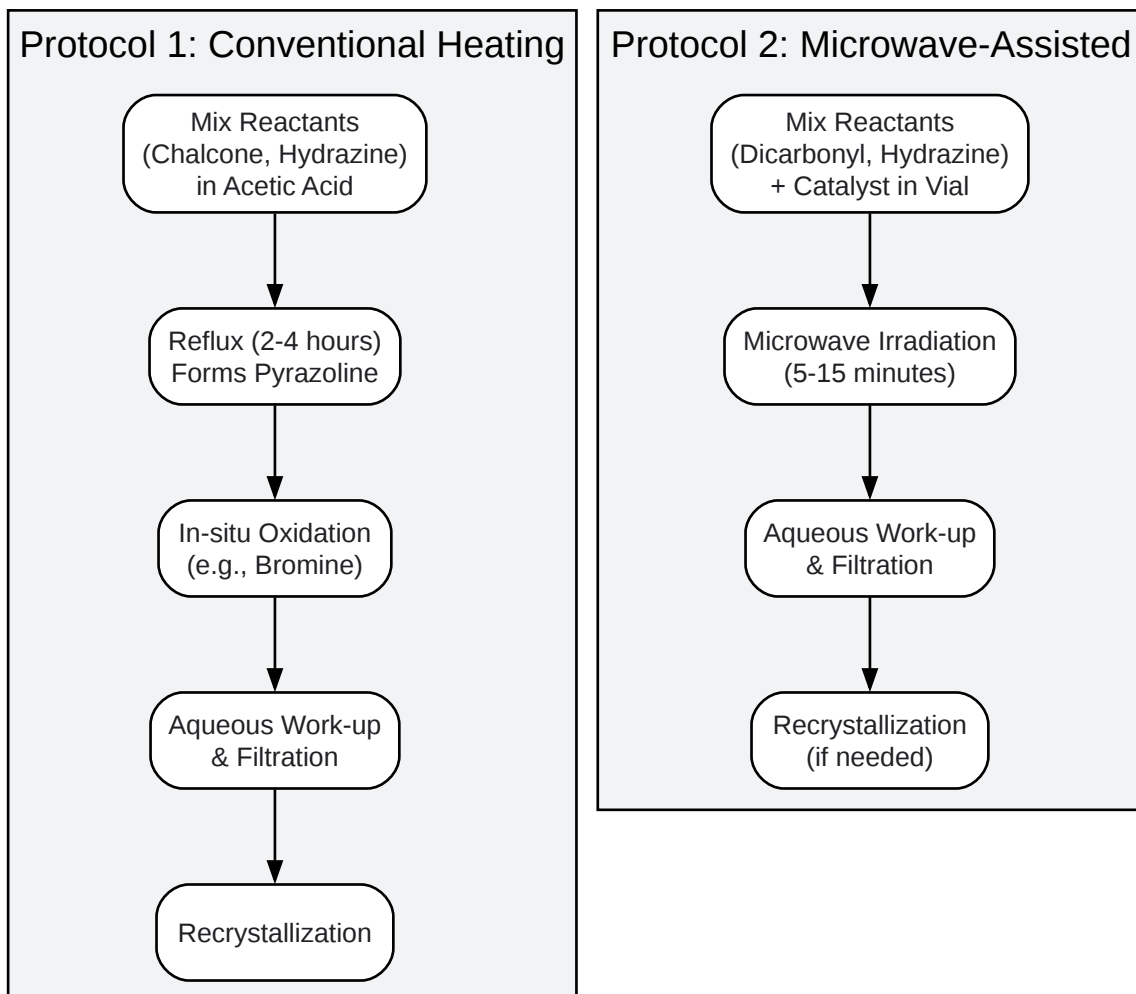 Protocol 1: Conventional Heating
Mix Reactants
(Chalcone, Hydrazine)
in Acetic Acid
Reflux (2-4 hours)
Forms Pyrazoline
In-situ Oxidation
(e.g., Bromine)
Aqueous Work-up
& Filtration
Recrystallization
Protocol 2: Microwave-Assisted
Mix Reactants
(Dicarbonyl, Hydrazine)
+ Catalyst in Vial
Microwave Irradiation
(5-15 minutes)
Aqueous Work-up
& Filtration
Recrystallization
(if needed)